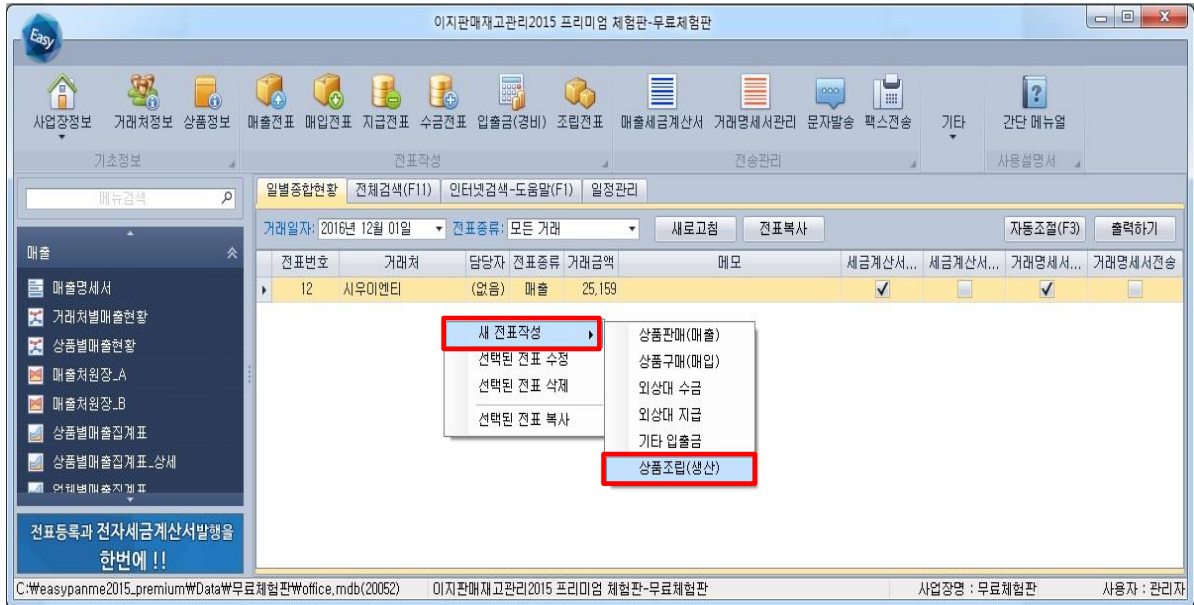 이지판매재고관리2015 프리미엄 체험판-무료체험판
Easy
사업장정보 거래처정보 상품정보 매출전표 매입전표 지급전표 수금전표 입출금(경비) 조립전표 매출세금계산서 거래명세서관리 문자발송 팩스전송 기타 간단 메뉴얼
기초정보 전표작성 전송관리 사용설명서
메뉴검색
일별종합현황 전체검색(F11) 인터넷검색-도움말(F1) 일정관리
거래일자: 2016년 12월 01일 전표종류: 모든 거래 새로고침 전표복사 자동조절(F3) 출력하기
매출
전표번호 거래처 담당자 전표종류 거래금액 메모 세금계산서... 세금계산서... 거래명세서... 거래명세서전송
12 시우이엔티 (없음) 매출 25,159
매출명세서
거래처별매출현황
상품별매출현황
매출처원장_A
매출처원장_B
상품별매출집계표
상품별매출집계표_상세
업체별매출집계표
새 전표작성
선택된 전표 수정
선택된 전표 삭제
선택된 전표 복사
상품판매(매출)
상품구매(매입)
외상대 수금
외상대 지급
기타 입출금
상품조립(생산)
전표등록과 전자세금계산서발행을
한번에 !!
C:₩easypanme2015_premium₩Data₩무료체험판₩office.mdb(20052) 이지판매재고관리2015 프리미엄 체험판-무료체험판 사업장명 : 무료체험판 사용자 : 관리자